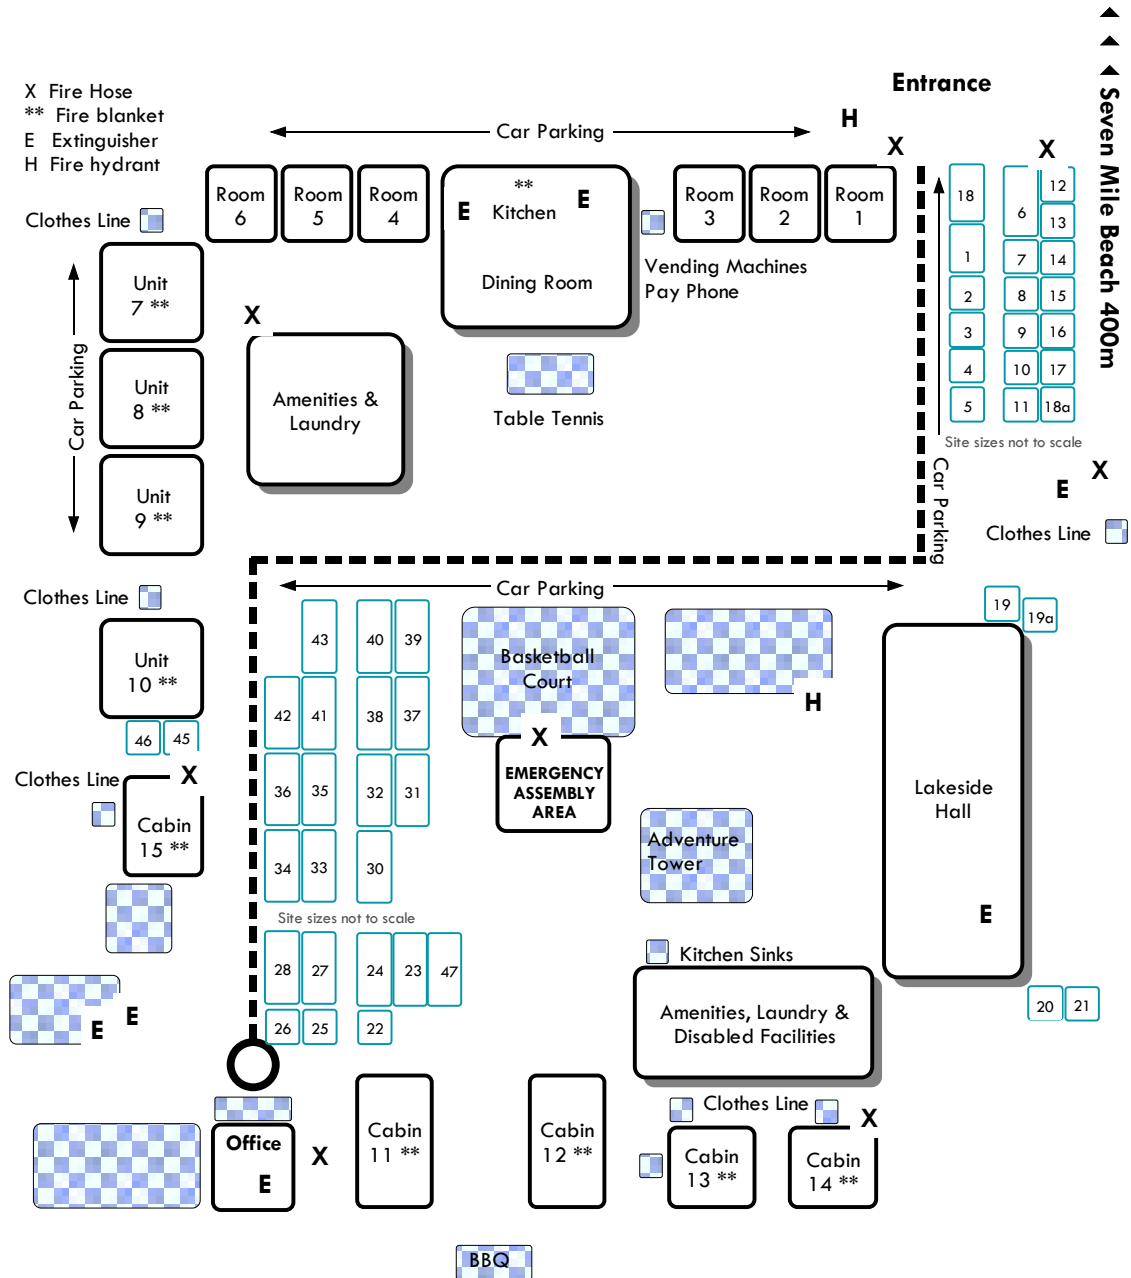 Seven Mile Beach 400m
Entrance
X Fire Hose
** Fire blanket
E Extinguisher
H Fire hydrant
Car Parking
H
X
X
Room
6
Room
5
Room
4
**
E
Kitchen
E
Dining Room
Room
3
Room
2
Room
1
Vending Machines
Pay Phone
18
1
2
3
4
5
6
7
8
9
10
11
12
13
14
15
16
17
18a
Site sizes not to scale
Clothes Line
Unit
7 **
Unit
8 **
Unit
9 **
Car Parking
X
Amenities &
Laundry
Table Tennis
Car Parking
X
E
Clothes Line
Car Parking
Clothes Line
Unit
10 **
46
45
Clothes Line
X
Cabin
15 **
43
40
39
42
41
38
37
36
35
32
31
34
33
30
Site sizes not to scale
28
27
24
23
47
26
25
22
Basketball
Court
X
EMERGENCY
ASSEMBLY
AREA
H
Adventure
Tower
19
19a
Lakeside
Hall
E
20
21
Kitchen Sinks
Amenities, Laundry &
Disabled Facilities
E
E
Office
E
X
Cabin
11 **
Cabin
12 **
Clothes Line
X
Cabin
13 **
Cabin
14 **
BBQ